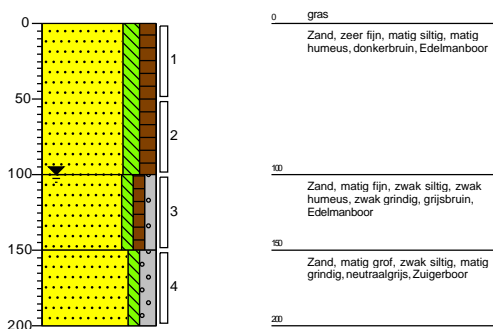 0
50
100
150
200
1
2
3
4
0 gras
Zand, zeer fijn, matig siltig, matig
humeus, donkerbruin, Edelmanboor
100
Zand, matig fijn, zwak siltig, zwak
humeus, zwak grindig, grijsbruin,
Edelmanboor
150
Zand, matig grof, zwak siltig, matig
grindig, neutraalgrijs, Zuigerboor
200